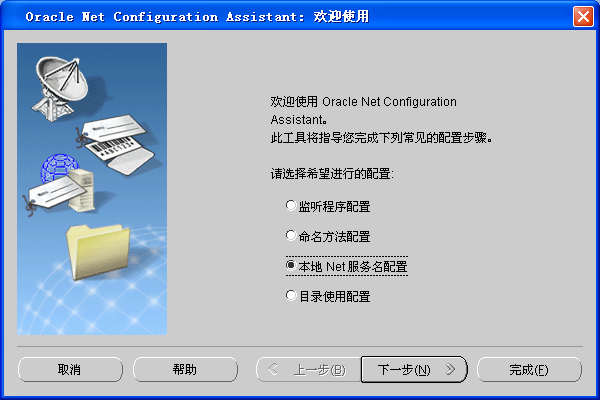 Oracle Net Configuration Assistant: 欢迎使用
欢迎使用 Oracle Net Configuration
Assistant。
此工具将指导您完成下列常见的配置步骤。
请选择希望进行的配置:
监听程序配置
命名方法配置
本地 Net 服务名配置
目录使用配置
取消
帮助
上一步(B)
下一步(N)
完成(F)